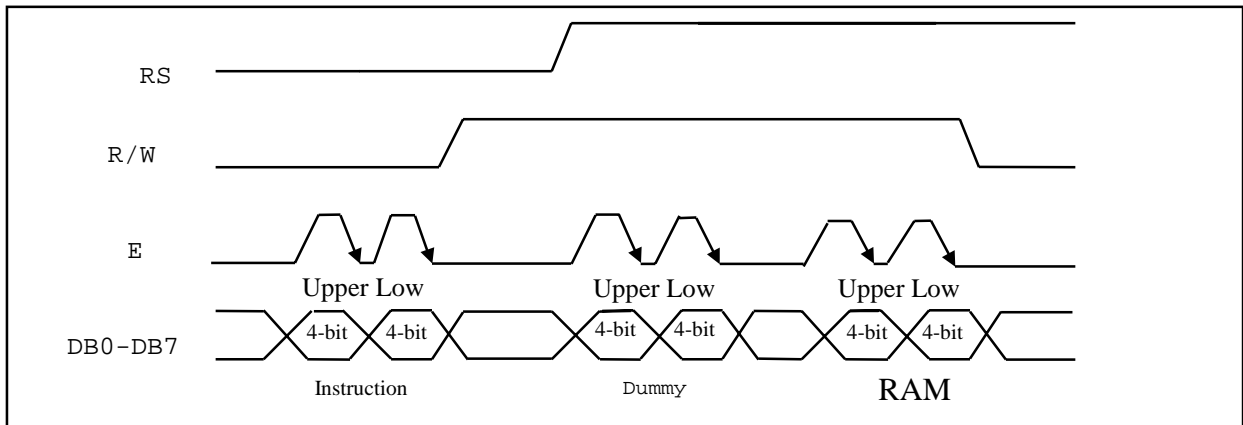 RS
R/W
E
Upper Low Upper Low Upper Low
DB0-DB7 4-bit 4-bit 4-bit 4-bit 4-bit 4-bit
Instruction Dummy RAM